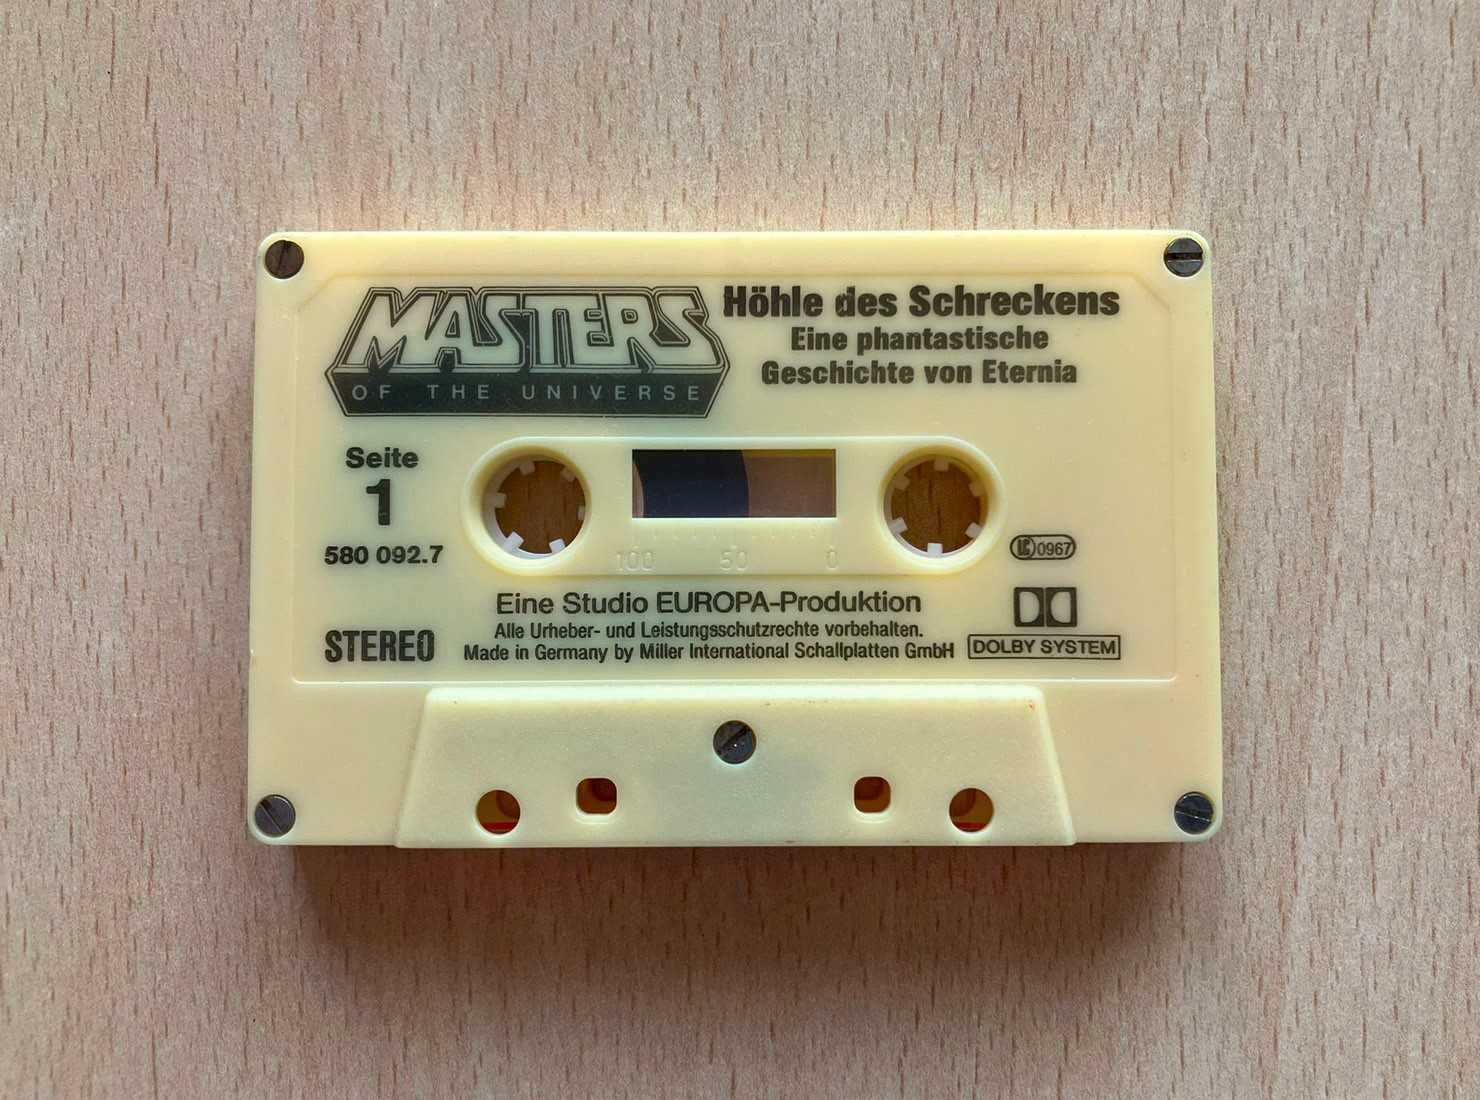 MASTERS
OF THE UNIVERSE
Höhle des Schreckens
Eine phantastische
Geschichte von Eternia
Seite
1
580 092.7
100 50 0
LC 0967
Eine Studio EUROPA-Produktion
Alle Urheber- und Leistungsschutzrechte vorbehalten.
Made in Germany by Miller International Schallplatten GmbH
STEREO
DOLBY SYSTEM